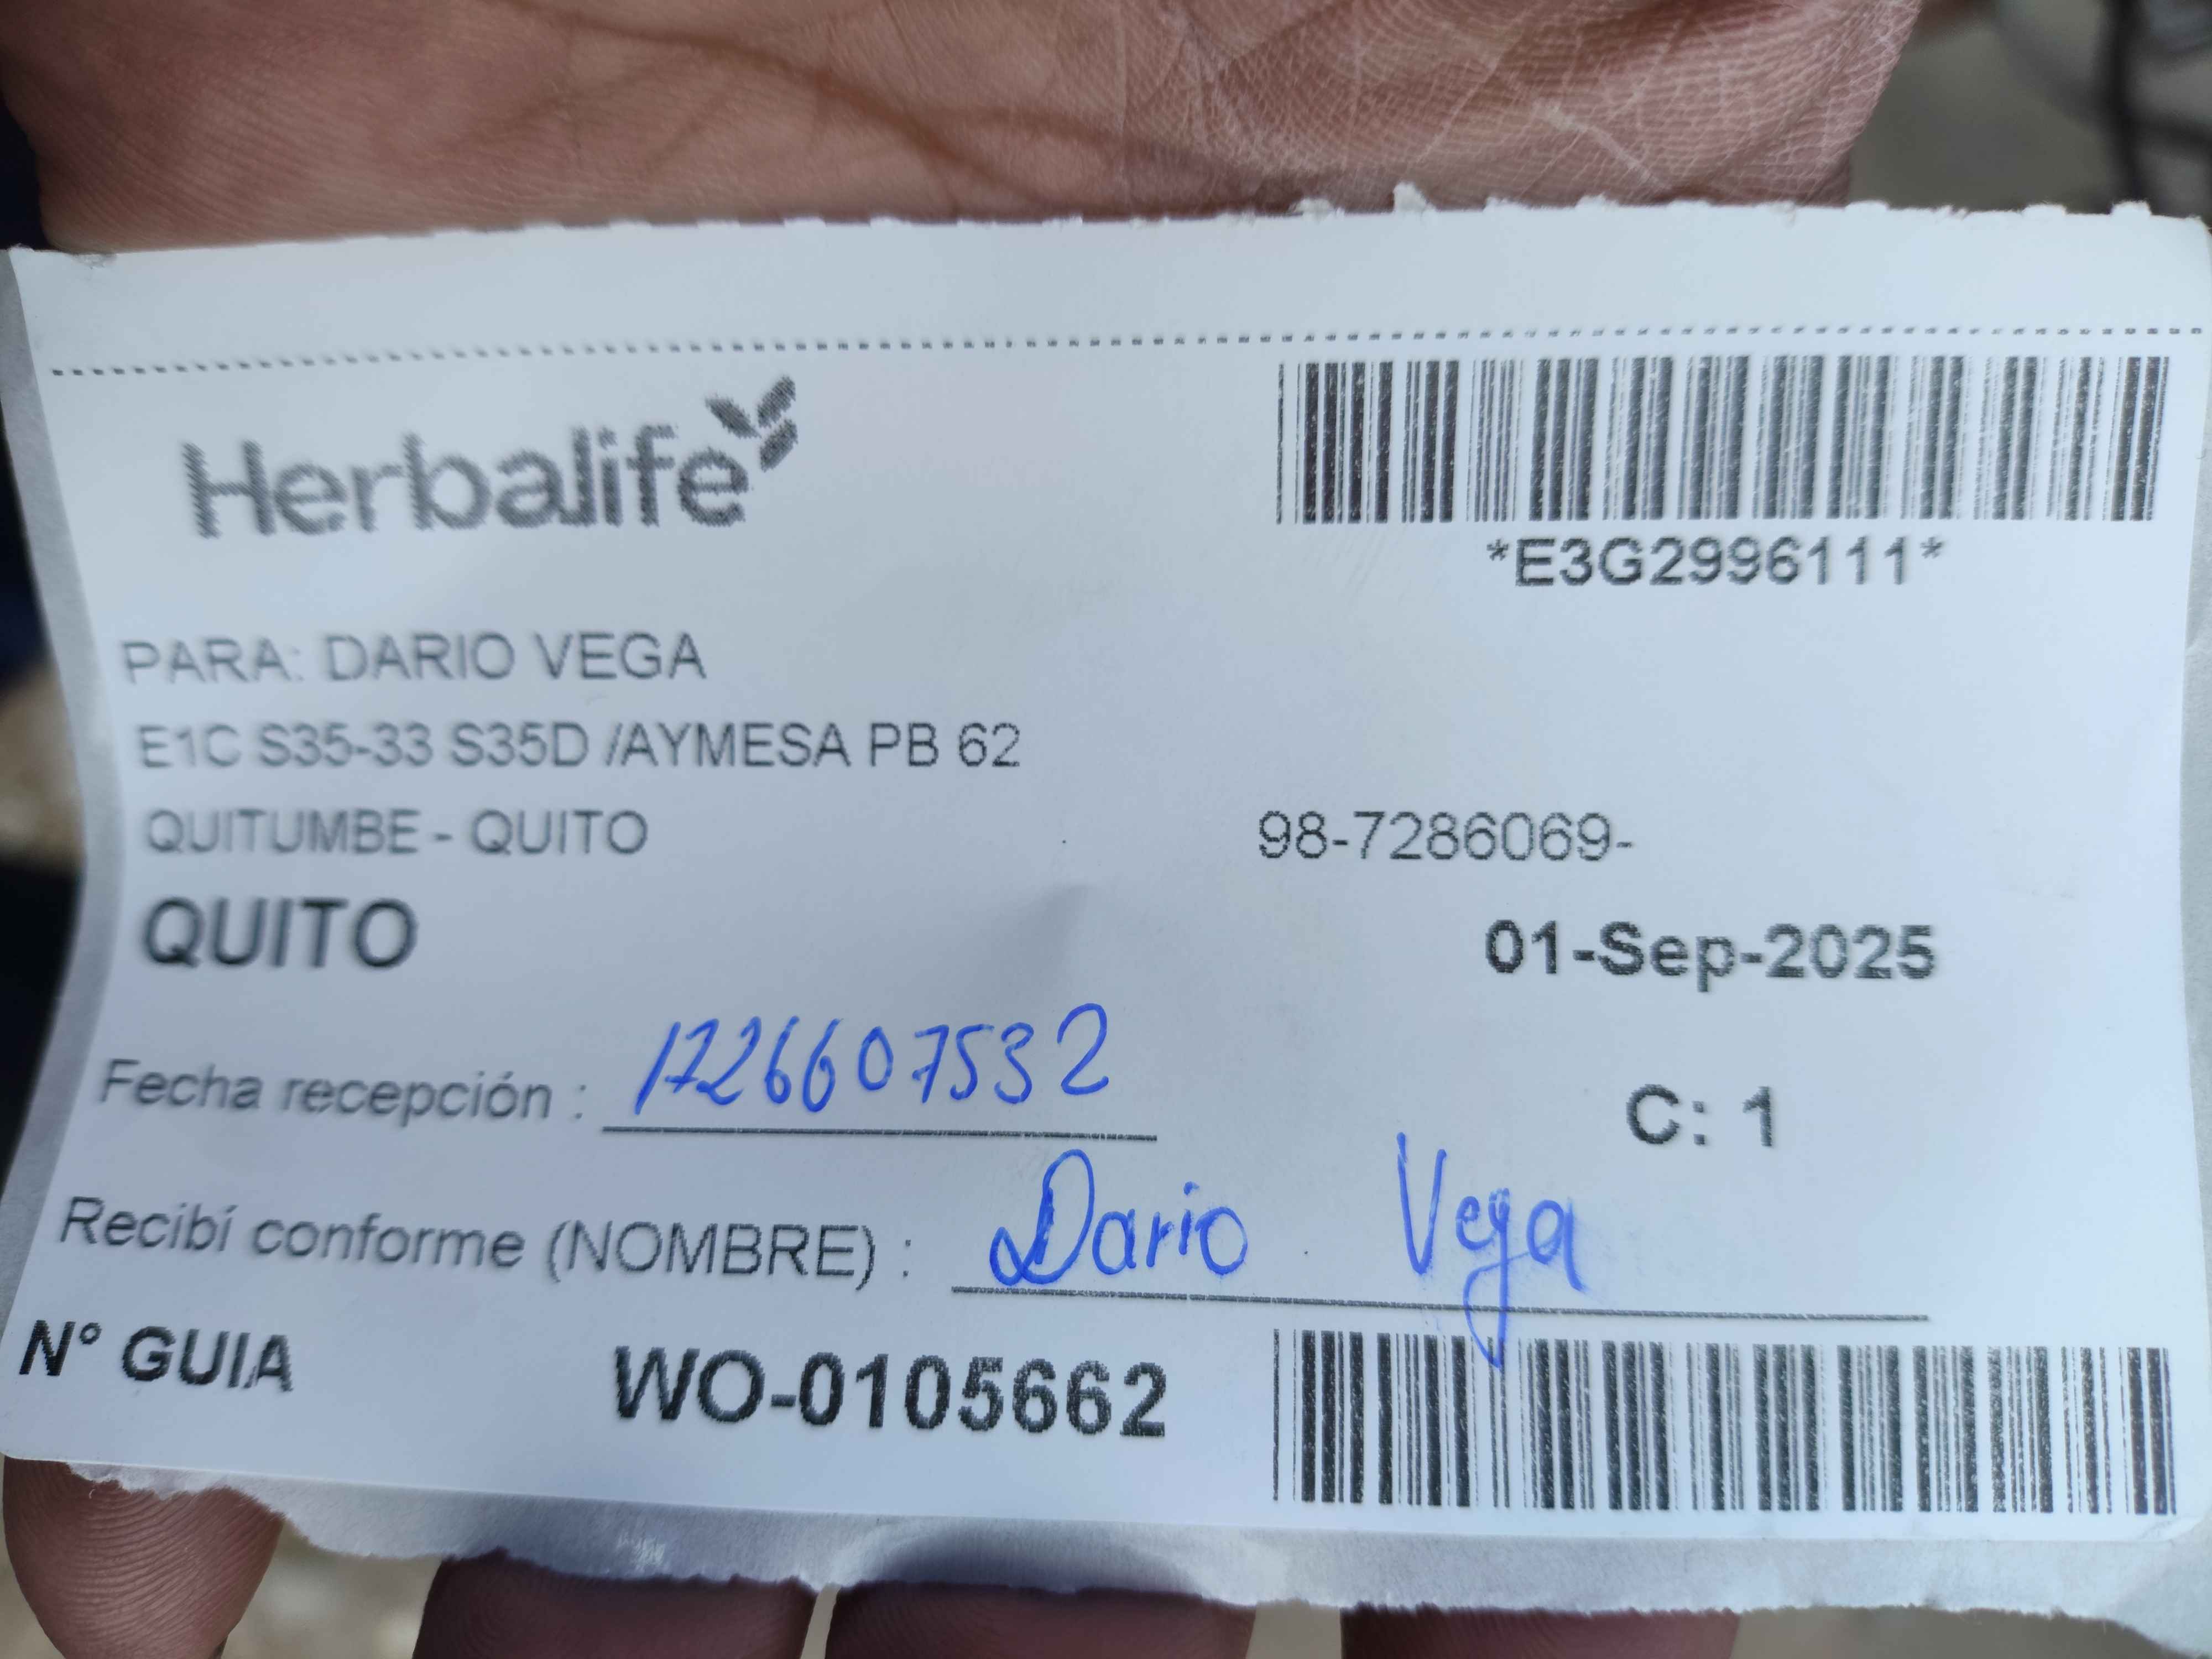 Herbalife
*E3G2996111*
PARA: DARIO VEGA
E1C S35-33 S35D /AYMESA PB 62
QUITUMBE - QUITO 98-7286069-
QUITO 01-Sep-2025
Fecha recepción : 1726607532
C: 1
Recibí conforme (NOMBRE) : Dario Vega
N° GUIA WO-0105662